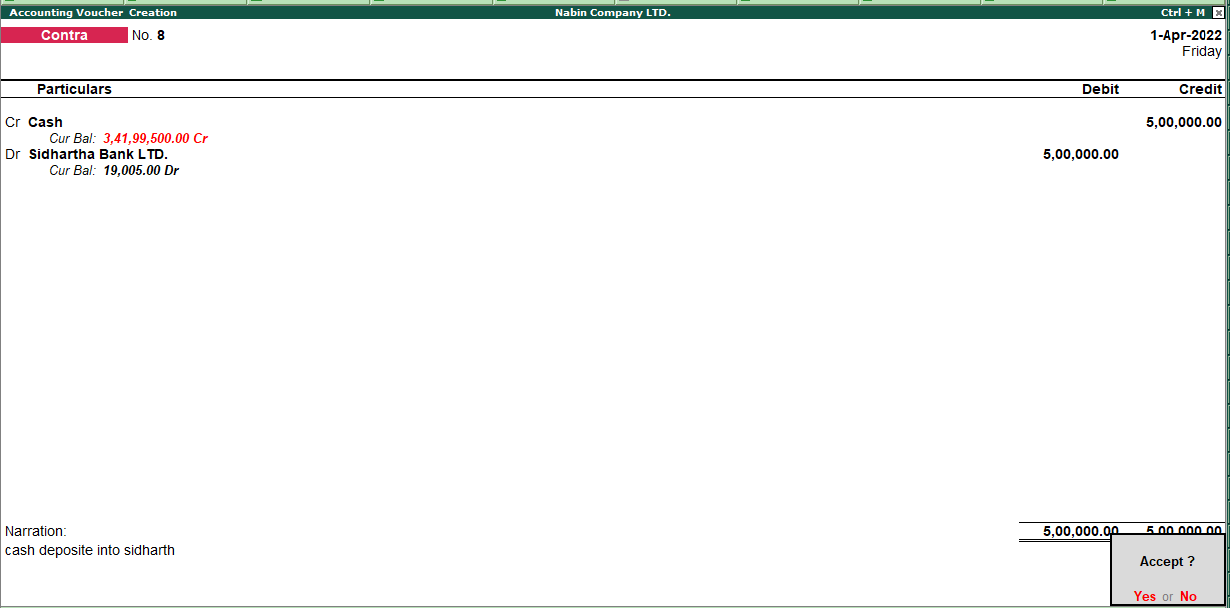 Accounting Voucher Creation Nabin Company LTD. Ctrl + M
Contra No. 8 1-Apr-2022
Friday
Particulars Debit Credit
Cr Cash 5,00,000.00
Cur Bal: 3,41,99,500.00 Cr
Dr Sidhartha Bank LTD. 5,00,000.00
Cur Bal: 19,005.00 Dr
Narration: 5,00,000.00 5,00,000.00
cash deposite into sidharth
Accept ?
Yes or No